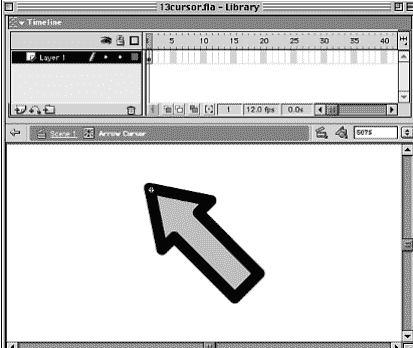 13cursor.fla - Library
Timeline
5 10 15 20 25 30 35 40
Layer 1
1 12.0 fps 0.0s
Scene 1 Arrow Cursor
507%